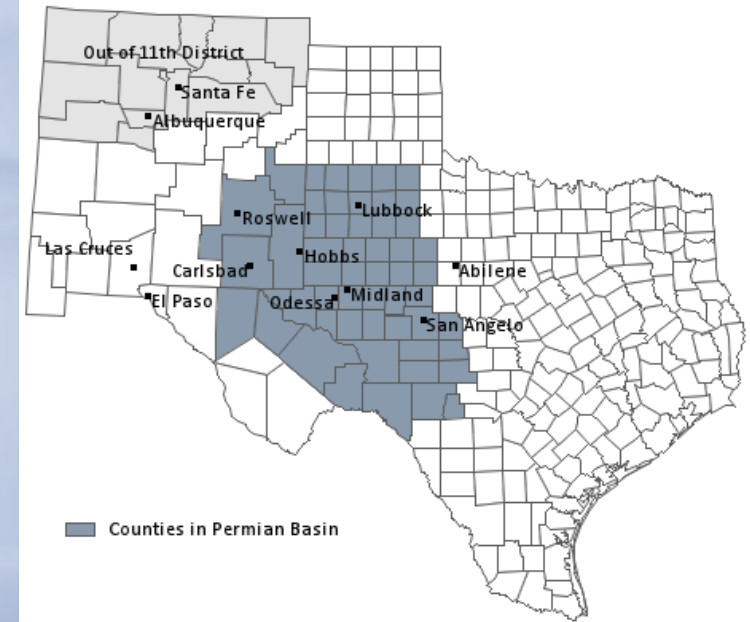 Out of 11th District
Santa Fe
Albuquerque
Roswell
Lubbock
Las Cruces
Hobbs
Carlsbad
Abilene
El Paso
Odessa
Midland
San Angelo
Counties in Permian Basin